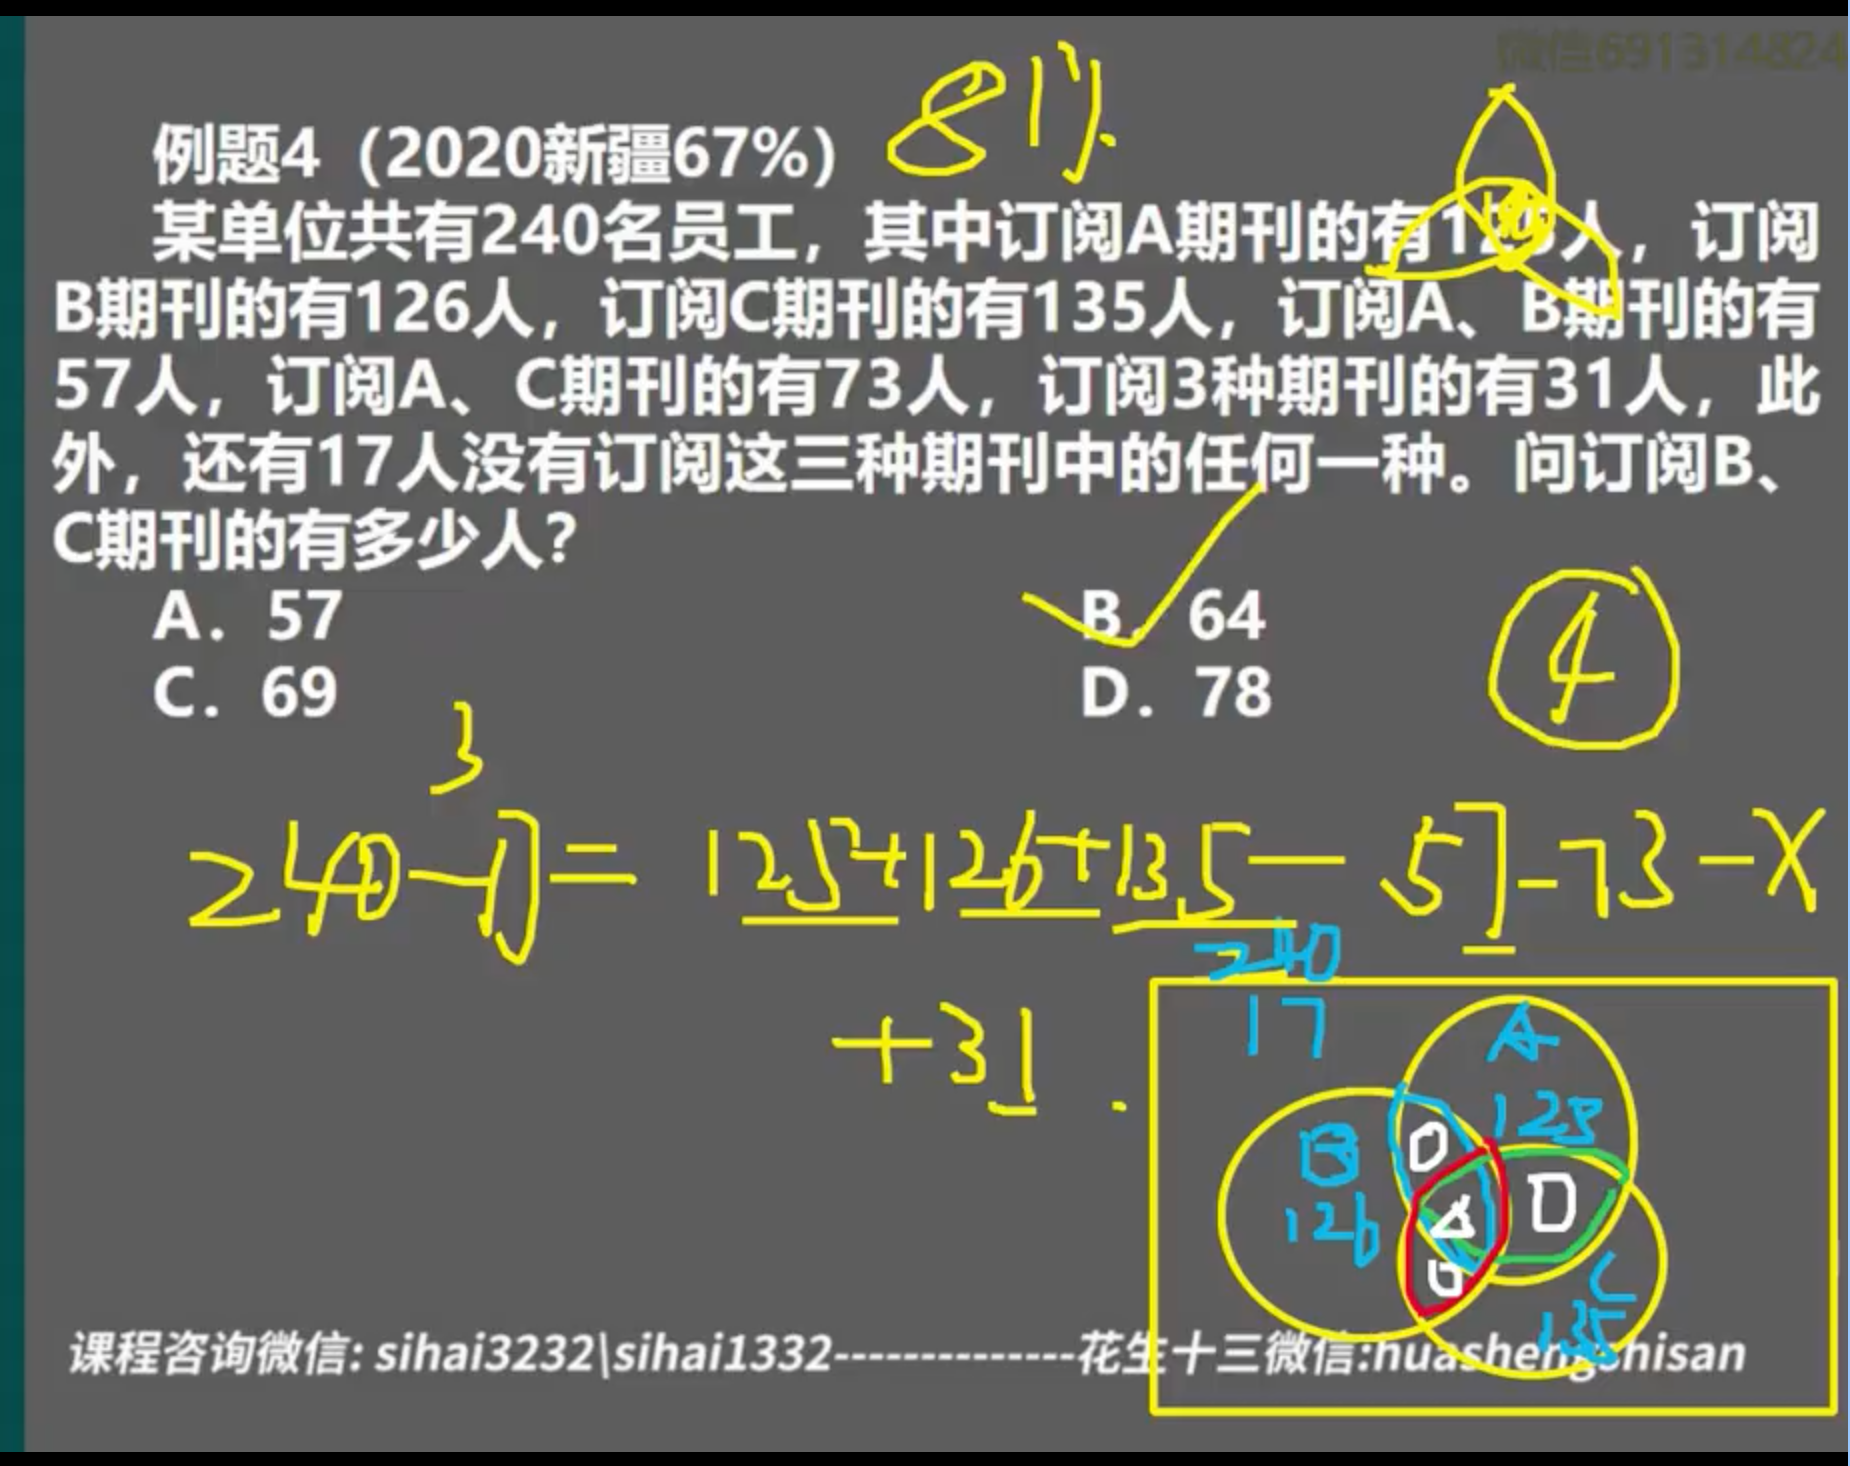 微信691314824
81%
例题4（2020新疆67%）
某单位共有240名员工，其中订阅A期刊的有125人，订阅
B期刊的有126人，订阅C期刊的有135人，订阅A、B期刊的有
57人，订阅A、C期刊的有73人，订阅3种期刊的有31人，此
外，还有17人没有订阅这三种期刊中的任何一种。问订阅B、
C期刊的有多少人？
A. 57
B. 64
C. 69
D. 78
4
3
240-17=125+126+135-57-73-X
+31
240
17
A
125
B
126
C
135
课程咨询微信: sihai3232\sihai1332--------------花生十三微信:huashengshisan